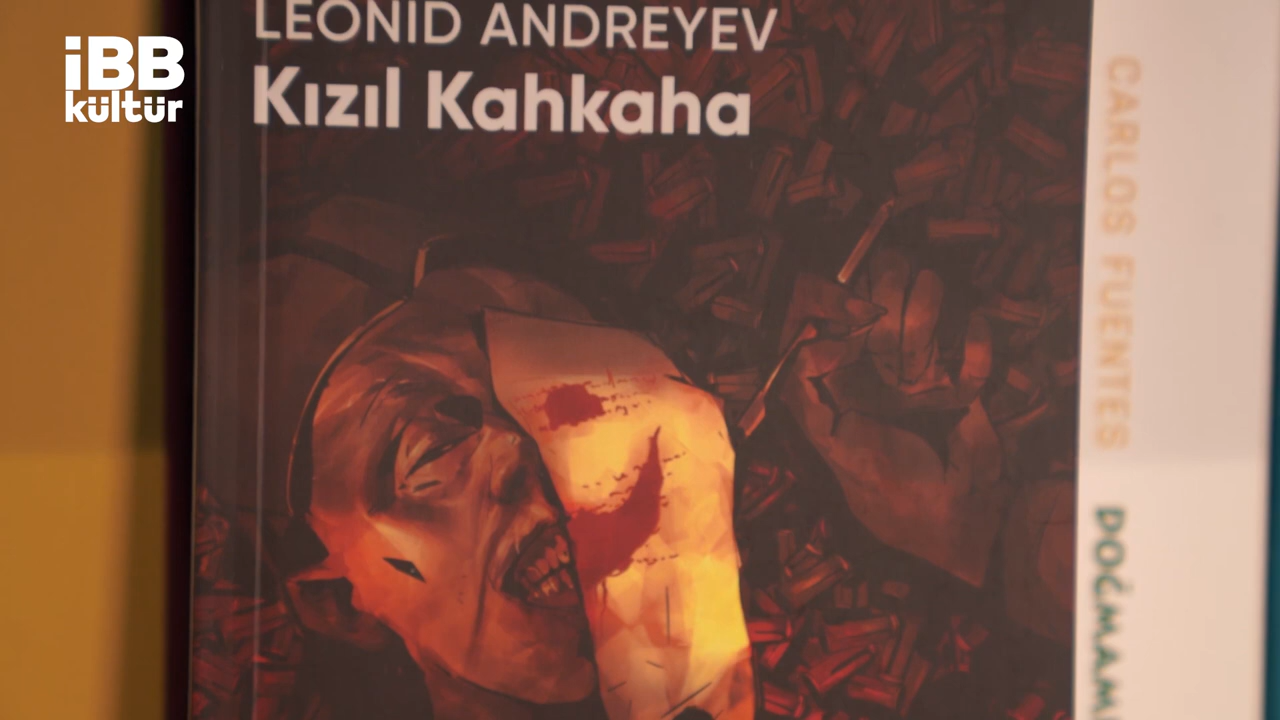 iBB
kültür
LEONID ANDREYEV
Kızıl Kahkaha
CARLOS FUENTES